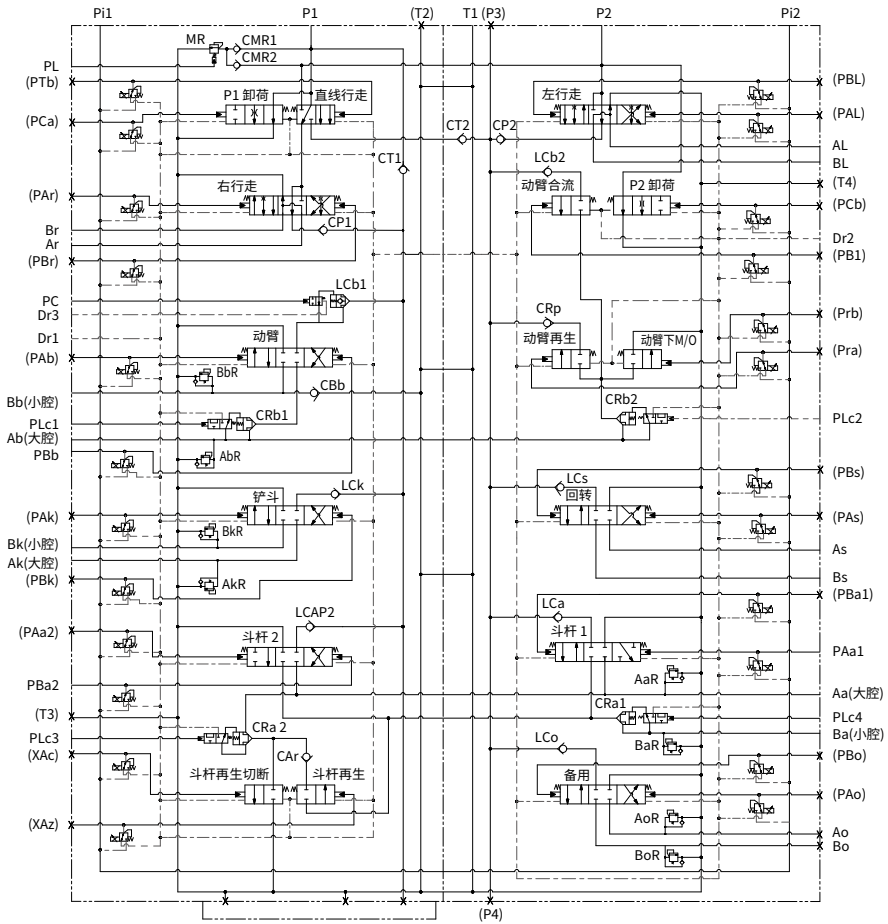 Pi1 P1 (T2) T1 (P3) P2 Pi2
MR CMR1
CMR2
PL
(PTb) (PBL)
P1 卸荷 直线行走 左行走
(PCa) (PAL)
CT2 CP2
AL
CT1 LCb2 BL
右行走 动臂合流 P2 卸荷 (T4)
(PAr) (PCb)
Br CP1
Ar Dr2
(PBr) (PB1)
LCb1
PC CRp
Dr3 (Prb)
Dr1 动臂 动臂再生 动臂下M/O
(PAb) (Pra)
BbR CBb
Bb(小腔) CRb2
PLc1 CRb1 PLc2
Ab(大腔)
PBb AbR
(PBs)
LCk LCs
铲斗 回转
(PAk) (PAs)
BkR
Bk(小腔) As
Ak(大腔)
(PBk) AkR Bs
(PBa1)
LCAP2 LCa
(PAa2) 斗杆 2 斗杆 1
PAa1
AaR
PBa2 Aa(大腔)
CRa1
(T3) PLc4
CRa 2 Ba(小腔)
PLc3 LCo
BaR
(XAc) CAr (PBo)
斗杆再生切断 斗杆再生 备用
(PAo)
AoR
(XAz) Ao
Bo
BoR
(P4)